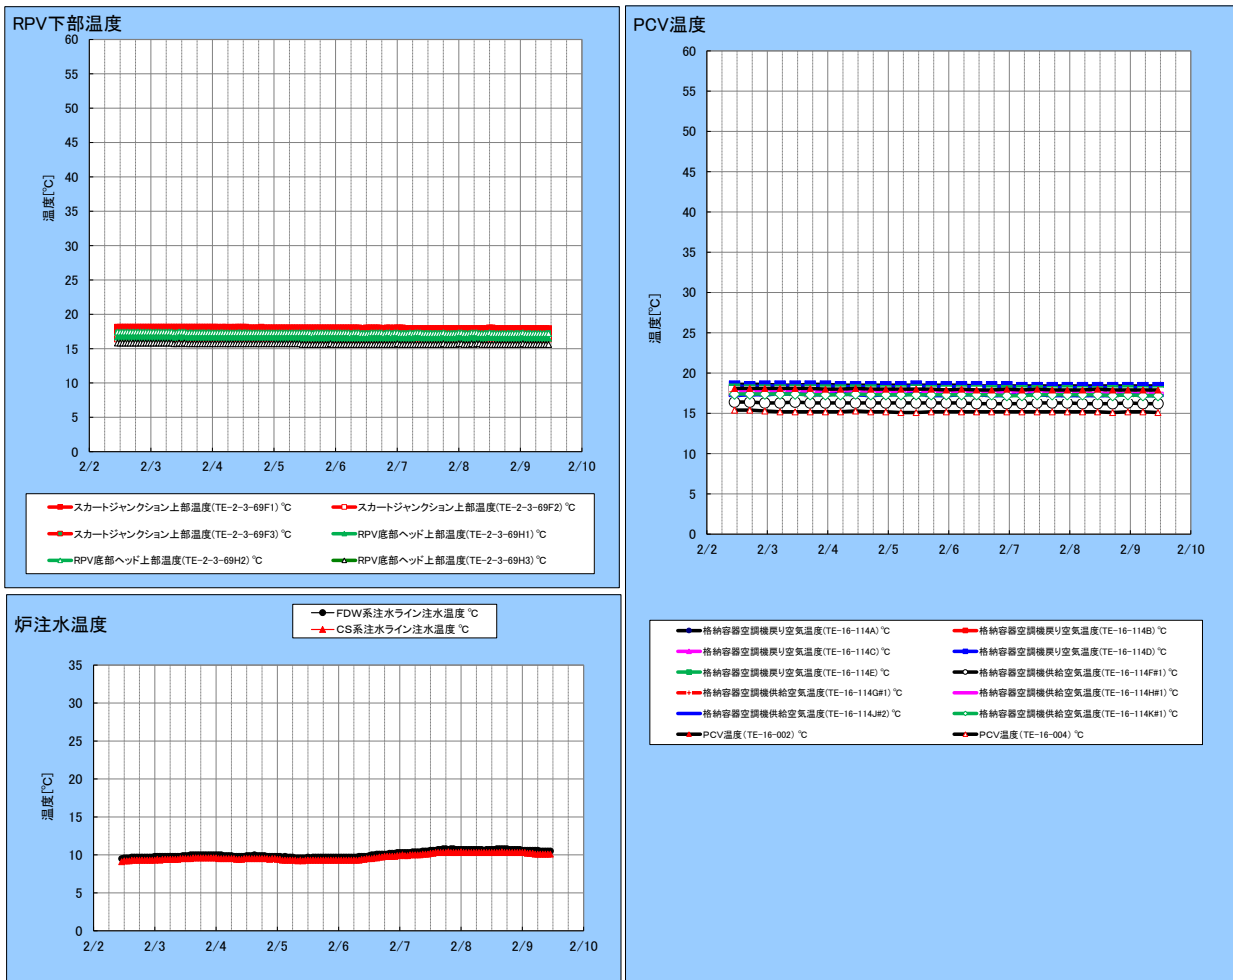 RPV下部温度
60
55
50
45
40
35
30
25
20
15
10
5
0
温度[℃]
2/2 2/3 2/4 2/5 2/6 2/7 2/8 2/9 2/10
スカートジャンクション上部温度(TE-2-3-69F1)℃ スカートジャンクション上部温度(TE-2-3-69F2)℃
スカートジャンクション上部温度(TE-2-3-69F3)℃ RPV底部ヘッド上部温度(TE-2-3-69H1)℃
RPV底部ヘッド上部温度(TE-2-3-69H2)℃ RPV底部ヘッド上部温度(TE-2-3-69H3)℃
炉注水温度
FDW系注水ライン注水温度 ℃
CS系注水ライン注水温度 ℃
35
30
25
20
15
10
5
0
温度[℃]
2/2 2/3 2/4 2/5 2/6 2/7 2/8 2/9 2/10
PCV温度
60
55
50
45
40
35
30
25
20
15
10
5
0
温度[℃]
2/2 2/3 2/4 2/5 2/6 2/7 2/8 2/9 2/10
格納容器空調機戻り空気温度(TE-16-114A)℃ 格納容器空調機戻り空気温度(TE-16-114B)℃
格納容器空調機戻り空気温度(TE-16-114C)℃ 格納容器空調機戻り空気温度(TE-16-114D)℃
格納容器空調機戻り空気温度(TE-16-114E)℃ 格納容器空調機供給空気温度(TE-16-114F#1)℃
格納容器空調機供給空気温度(TE-16-114G#1)℃ 格納容器空調機供給空気温度(TE-16-114H#1)℃
格納容器空調機供給空気温度(TE-16-114J#2)℃ 格納容器空調機供給空気温度(TE-16-114K#1)℃
PCV温度(TE-16-002) ℃ PCV温度(TE-16-004) ℃